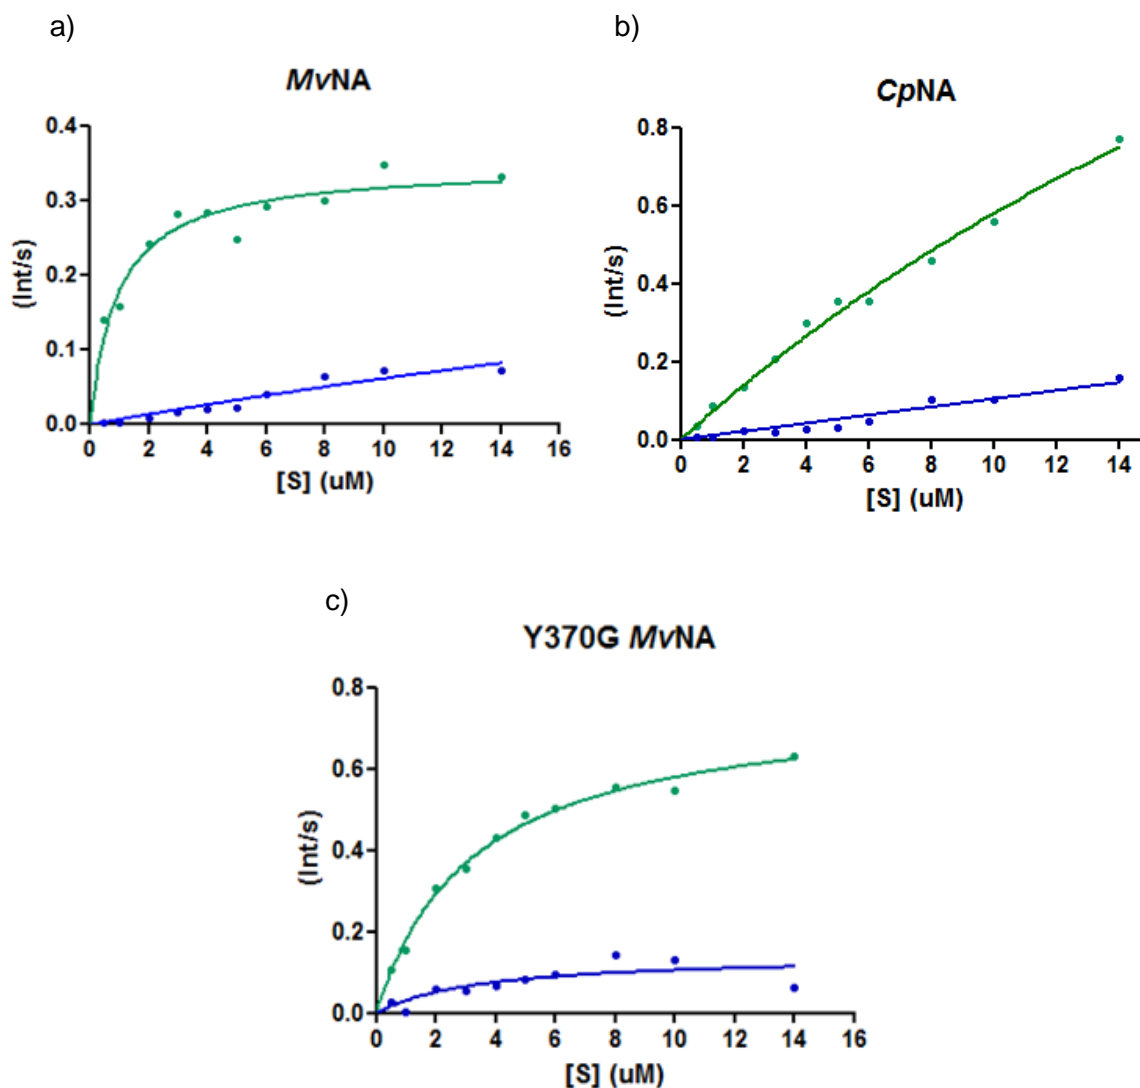 a)
MvNA
0.4
0.3
0.2
0.1
0.0
(Int/s)
0 2 4 6 8 10 12 14 16
[S] (uM)
b)
CpNA
0.8
0.6
0.4
0.2
0.0
(Int/s)
0 2 4 6 8 10 12 14
[S] (uM)
c)
Y370G MvNA
0.8
0.6
0.4
0.2
0.0
(Int/s)
0 2 4 6 8 10 12 14 16
[S] (uM)